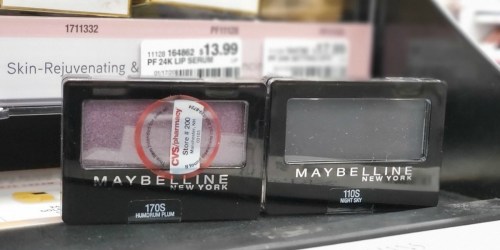 1711332
PF11128
11128 164862 $13.99
PF 24K LIP SERUM
Skin-Rejuvenating &
CVS/pharmacy
Store # 200
MAYBELLINE
NEW YORK
170S
HUMDRUM PLUM
MAYBELLINE
NEW YORK
110S
NIGHT SKY